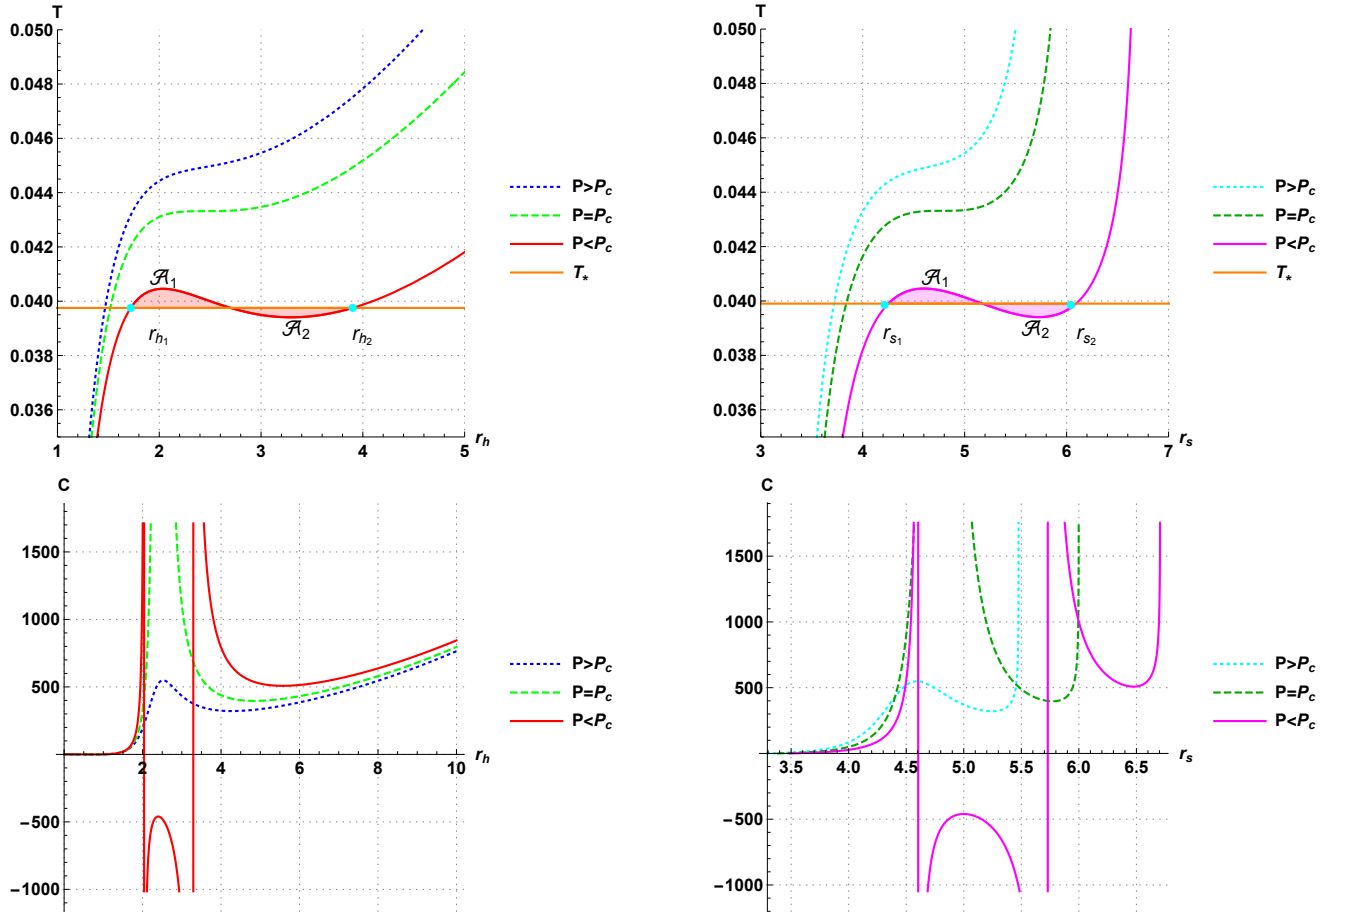 T
0.050
0.048
0.046
0.044
0.042
0.040
0.038
0.036
𝒜1
𝒜2
rh1
rh2
1 2 3 4 5
rh
P>Pc
P=Pc
P<Pc
T*
T
0.050
0.048
0.046
0.044
0.042
0.040
0.038
0.036
𝒜1
𝒜2
rs1
rs2
3 4 5 6 7
rs
P>Pc
P=Pc
P<Pc
T*
C
1500
1000
500
−500
−1000
2 4 6 8 10
rh
P>Pc
P=Pc
P<Pc
C
1500
1000
500
−500
−1000
3.5 4.0 4.5 5.0 5.5 6.0 6.5
rs
P>Pc
P=Pc
P<Pc